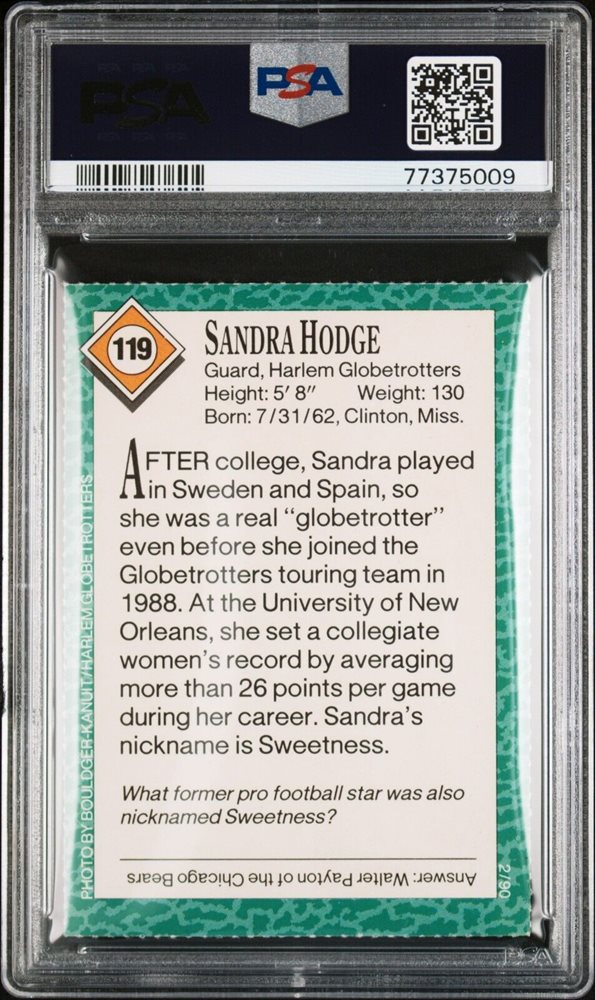 PSA
PSA
77375009
119
SANDRA HODGE
Guard, Harlem Globetrotters
Height: 5' 8" Weight: 130
Born: 7/31/62, Clinton, Miss.
AFTER college, Sandra played
in Sweden and Spain, so
she was a real “globetrotter”
even before she joined the
Globetrotters touring team in
1988. At the University of New
Orleans, she set a collegiate
women's record by averaging
more than 26 points per game
during her career. Sandra's
nickname is Sweetness.
What former pro football star was also
nicknamed Sweetness?
Answer: Walter Payton of the Chicago Bears
PHOTO BY BOULDGER-KANUIT/HARLEM GLOBETROTTERS
2/90
PSA